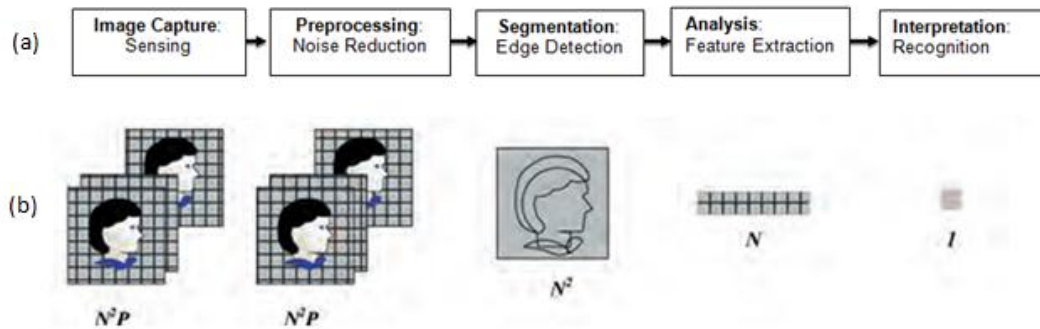 (a)
Image Capture:
Sensing
Preprocessing:
Noise Reduction
Segmentation:
Edge Detection
Analysis:
Feature Extraction
Interpretation:
Recognition
(b)
N²P
N²P
N²
N
1